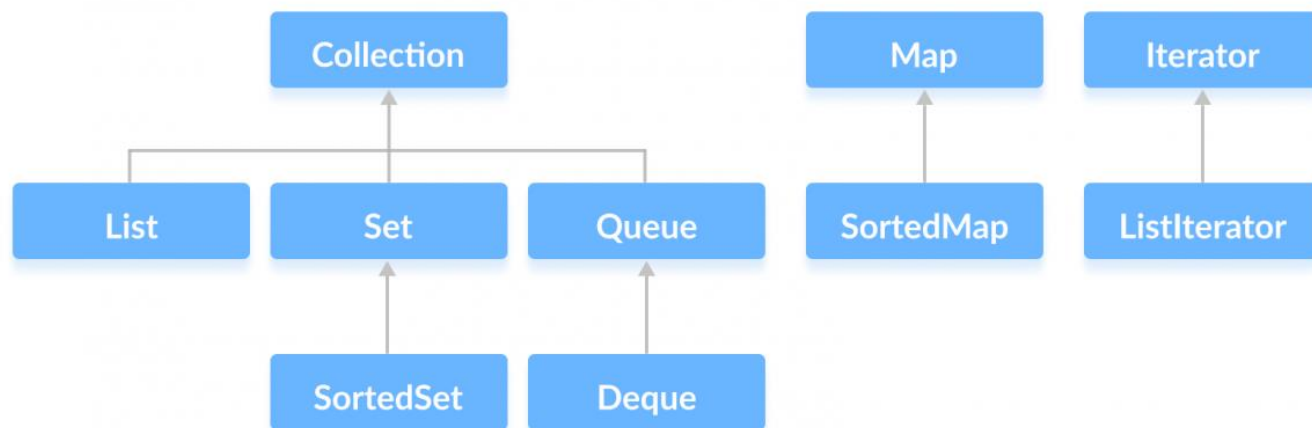 Collection
Map
Iterator
List
Set
Queue
SortedMap
ListIterator
SortedSet
Deque